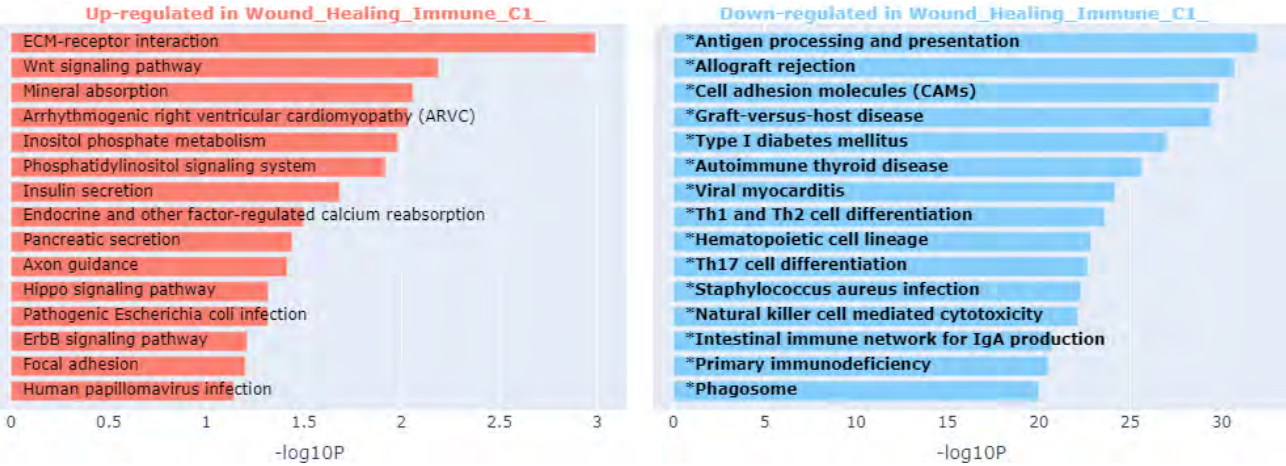 Up-regulated in Wound_Healing_Immune_C1_
ECM-receptor interaction
Wnt signaling pathway
Mineral absorption
Arrhythmogenic right ventricular cardiomyopathy (ARVC)
Inositol phosphate metabolism
Phosphatidylinositol signaling system
Insulin secretion
Endocrine and other factor-regulated calcium reabsorption
Pancreatic secretion
Axon guidance
Hippo signaling pathway
Pathogenic Escherichia coli infection
ErbB signaling pathway
Focal adhesion
Human papillomavirus infection
0 0.5 1 1.5 2 2.5 3
-log10P
Down-regulated in Wound_Healing_Immune_C1_
*Antigen processing and presentation
*Allograft rejection
*Cell adhesion molecules (CAMs)
*Graft-versus-host disease
*Type I diabetes mellitus
*Autoimmune thyroid disease
*Viral myocarditis
*Th1 and Th2 cell differentiation
*Hematopoietic cell lineage
*Th17 cell differentiation
*Staphylococcus aureus infection
*Natural killer cell mediated cytotoxicity
*Intestinal immune network for IgA production
*Primary immunodeficiency
*Phagosome
0 5 10 15 20 25 30
-log10P